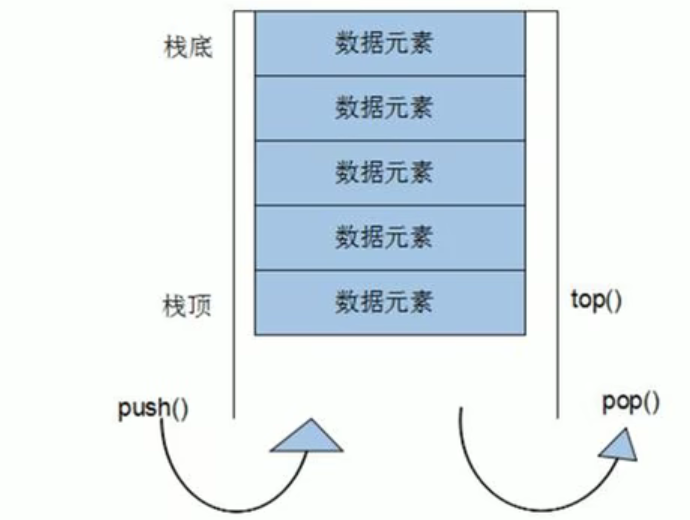 栈底
数据元素
数据元素
数据元素
数据元素
栈顶
数据元素
top()
push()
pop()